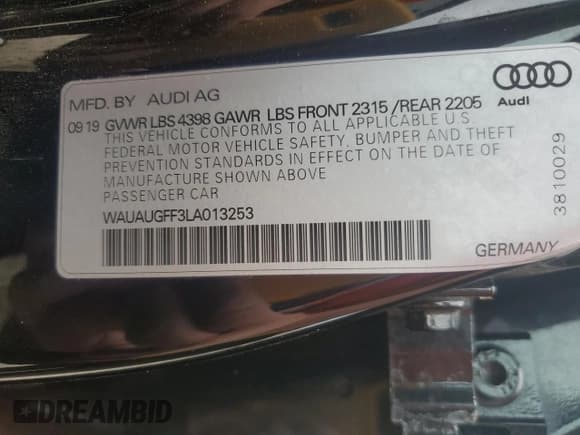 MFD. BY AUDI AG
09 19 GVWR LBS 4398 GAWR LBS FRONT 2315 /REAR 2205
THIS VEHICLE CONFORMS TO ALL APPLICABLE U.S.
FEDERAL MOTOR VEHICLE SAFETY, BUMPER AND THEFT
PREVENTION STANDARDS IN EFFECT ON THE DATE OF
MANUFACTURE SHOWN ABOVE
PASSENGER CAR
WAUAUGFF3LA013253
Audi
3810029
GERMANY
DREAMBID